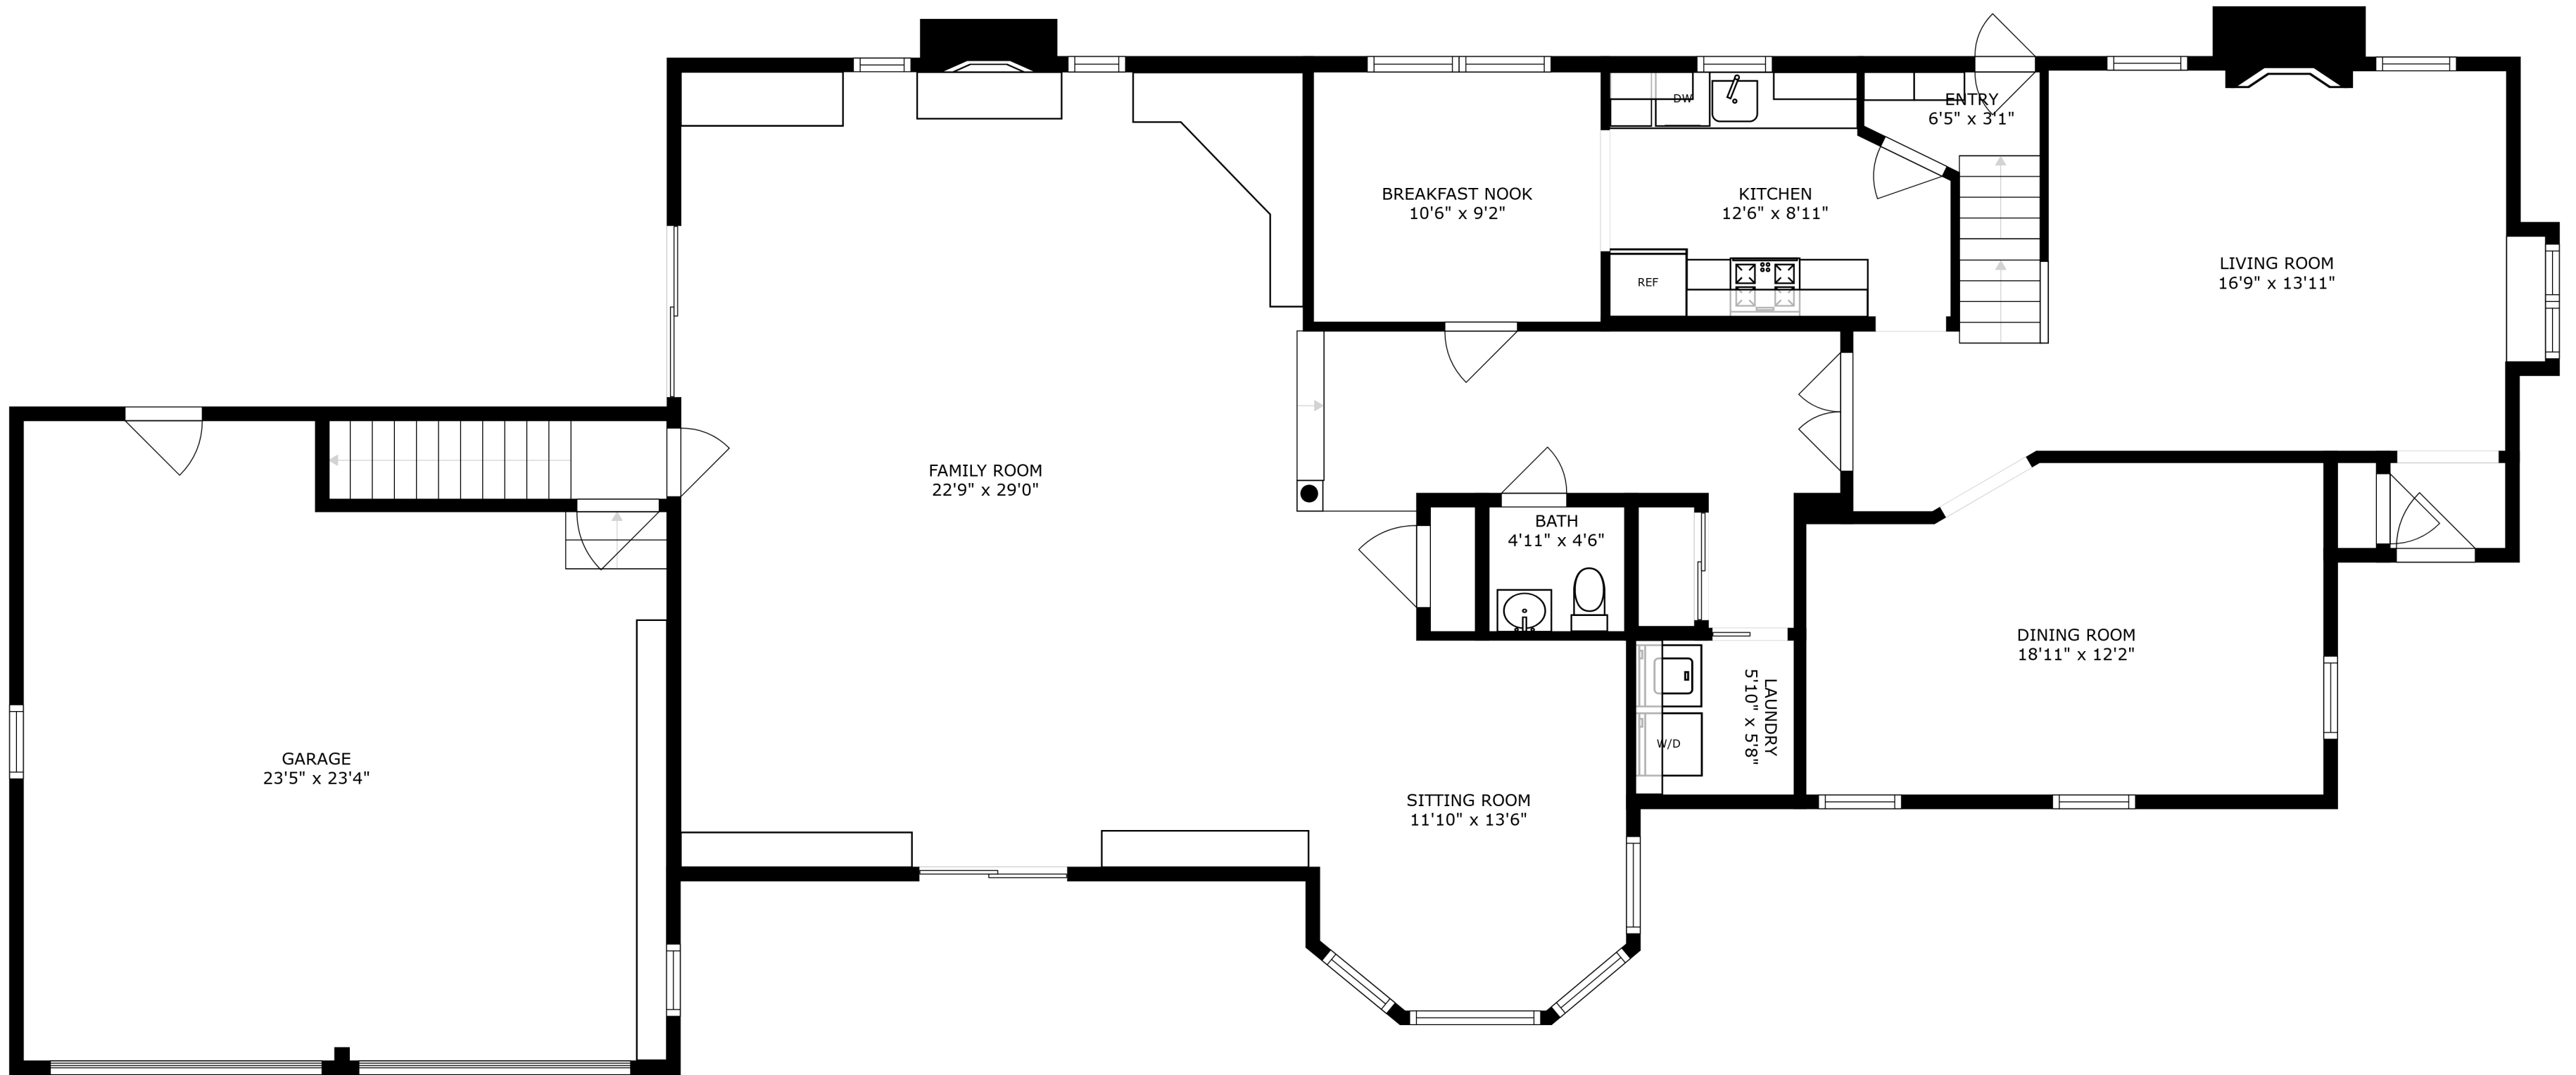 ENTRY
6'5" x 3'1"
DW
BREAKFAST NOOK
10'6" x 9'2"
KITCHEN
12'6" x 8'11"
REF
LIVING ROOM
16'9" x 13'11"
FAMILY ROOM
22'9" x 29'0"
BATH
4'11" x 4'6"
DINING ROOM
18'11" x 12'2"
LAUNDRY
5'10" x 5'8"
W/D
GARAGE
23'5" x 23'4"
SITTING ROOM
11'10" x 13'6"